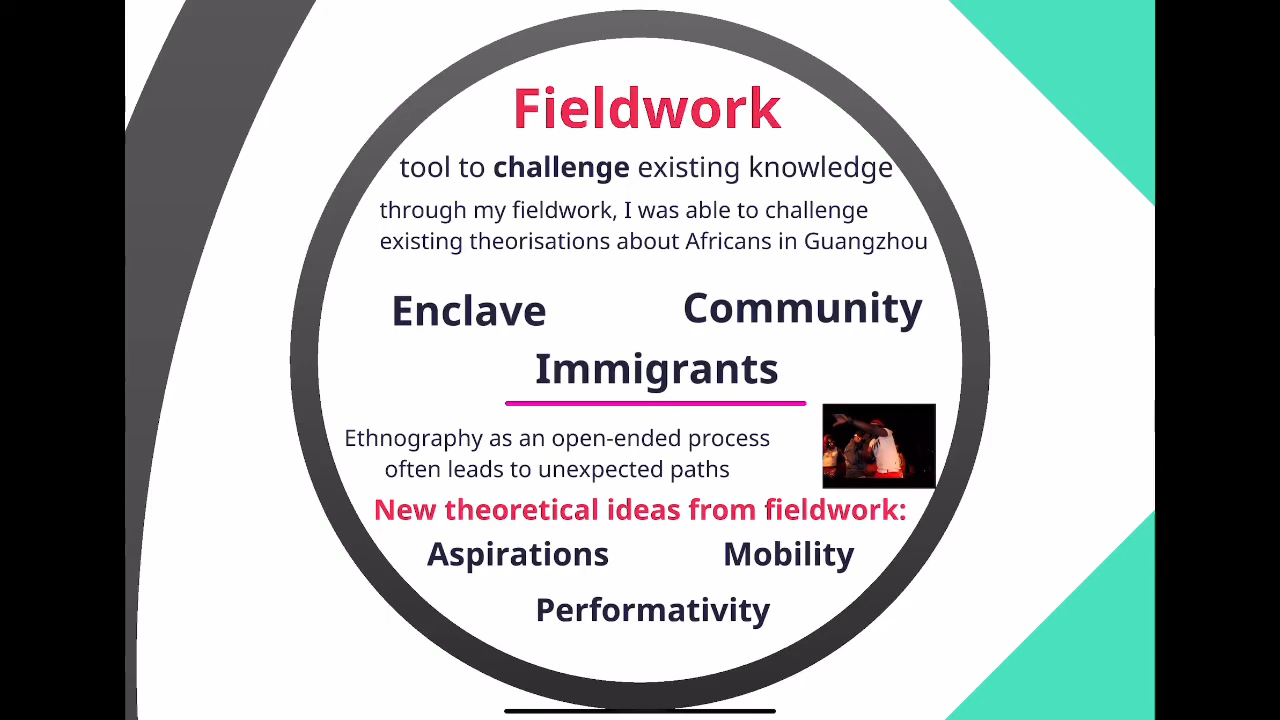 Fieldwork
tool to challenge existing knowledge
through my fieldwork, I was able to challenge
existing theorisations about Africans in Guangzhou
Enclave
Community
Immigrants
Ethnography as an open-ended process
often leads to unexpected paths
New theoretical ideas from fieldwork:
Aspirations
Mobility
Performativity